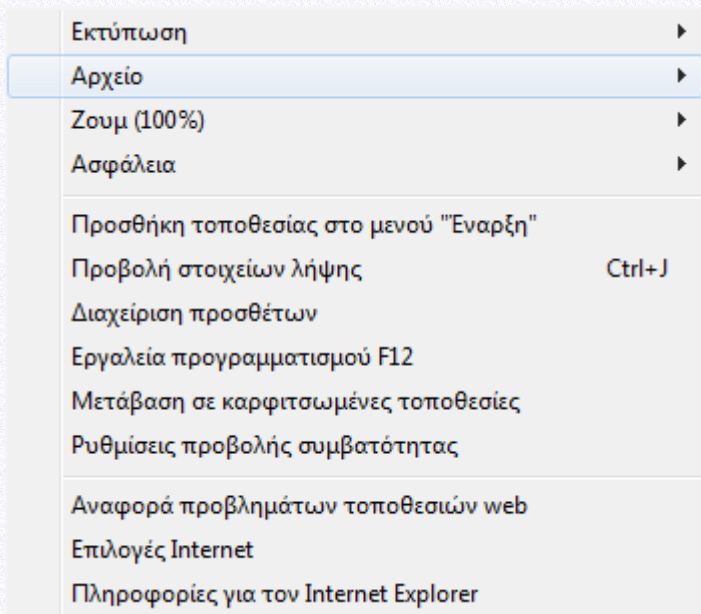 Εκτύπωση
Αρχείο
Ζουμ (100%)
Ασφάλεια
Προσθήκη τοποθεσίας στο μενού "Έναρξη"
Προβολή στοιχείων λήψης Ctrl+J
Διαχείριση προσθέτων
Εργαλεία προγραμματισμού F12
Μετάβαση σε καρφιτσωμένες τοποθεσίες
Ρυθμίσεις προβολής συμβατότητας
Αναφορά προβλημάτων τοποθεσιών web
Επιλογές Internet
Πληροφορίες για τον Internet Explorer